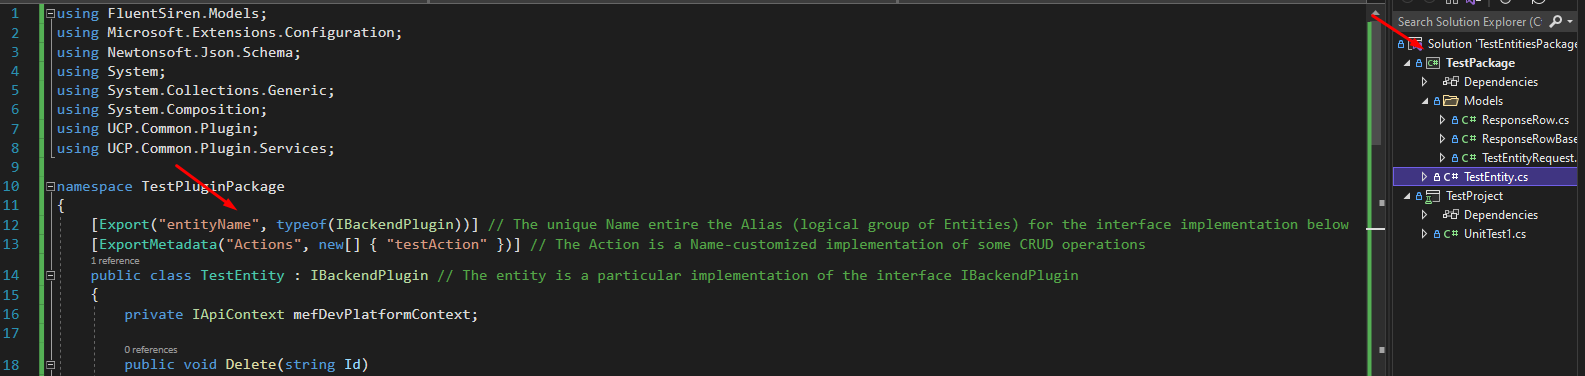 1 using FluentSiren.Models;
2 using Microsoft.Extensions.Configuration;
3 using Newtonsoft.Json.Schema;
4 using System;
5 using System.Collections.Generic;
6 using System.Composition;
7 using UCP.Common.Plugin;
8 using UCP.Common.Plugin.Services;
9
10 namespace TestPluginPackage
11 {
12 [Export("entityName", typeof(IBackendPlugin))] // The unique Name entire the Alias (logical group of Entities) for the interface implementation below
13 [ExportMetadata("Actions", new[] { "testAction" })] // The Action is a Name-customized implementation of some CRUD operations
1 reference
14 public class TestEntity : IBackendPlugin // The entity is a particular implementation of the interface IBackendPlugin
15 {
16 private IApiContext mefDevPlatformContext;
17
0 references
18 public void Delete(string Id)
Search Solution Explorer (C
Solution 'TestEntitiesPackage
C# TestPackage
Dependencies
Models
C# ResponseRow.cs
C# ResponseRowBase
C# TestEntityRequest.
C# TestEntity.cs
TestProject
Dependencies
C# UnitTest1.cs